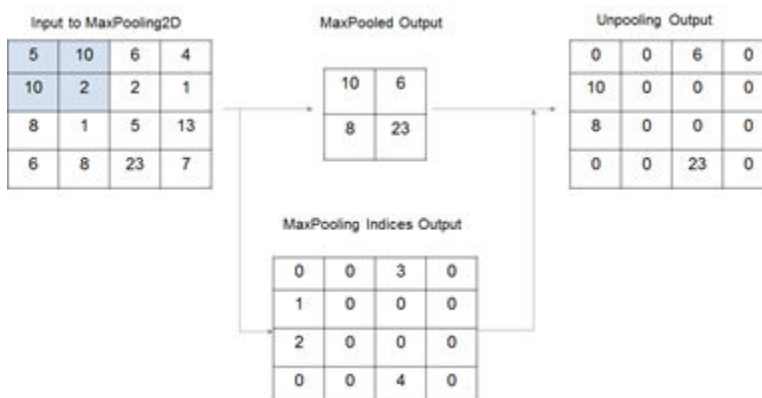 Input to MaxPooling2D
5 10 6 4
10 2 2 1
8 1 5 13
6 8 23 7
MaxPooled Output
10 6
8 23
Unpooling Output
0 0 6 0
10 0 0 0
8 0 0 0
0 0 23 0
MaxPooling Indices Output
0 0 3 0
1 0 0 0
2 0 0 0
0 0 4 0